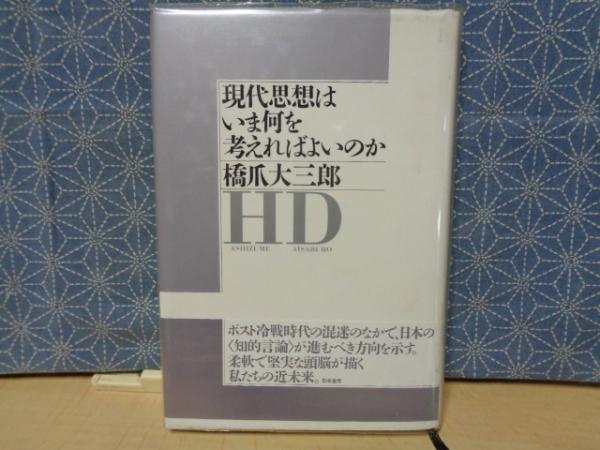 現代思想は
いま何を
考えればよいのか
橋爪大三郎
HD
ASHIZUME AISABURO
ポスト冷戦時代の混迷のなかで、日本の
〈知的言論〉が進むべき方向を示す。
柔軟で堅実な頭脳が描く
私たちの近未来。